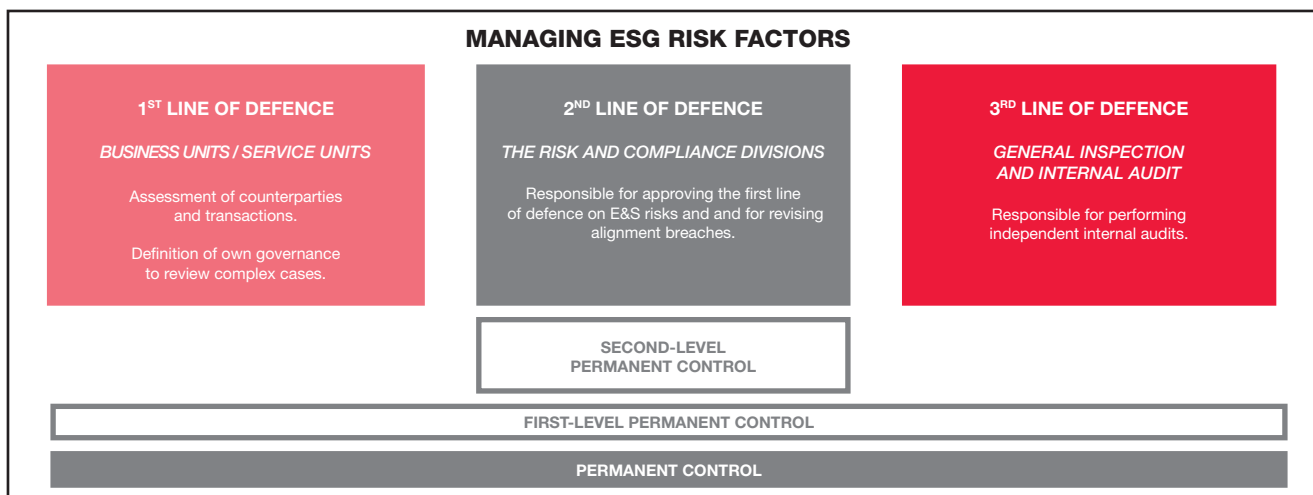 MANAGING ESG RISK FACTORS
1ST LINE OF DEFENCE
BUSINESS UNITS / SERVICE UNITS
Assessment of counterparties
and transactions.
Definition of own governance
to review complex cases.
2ND LINE OF DEFENCE
THE RISK AND COMPLIANCE DIVISIONS
Responsible for approving the first line
of defence on E&S risks and and for revising
alignment breaches.
3RD LINE OF DEFENCE
GENERAL INSPECTION
AND INTERNAL AUDIT
Responsible for performing
independent internal audits.
SECOND-LEVEL
PERMANENT CONTROL
FIRST-LEVEL PERMANENT CONTROL
PERMANENT CONTROL